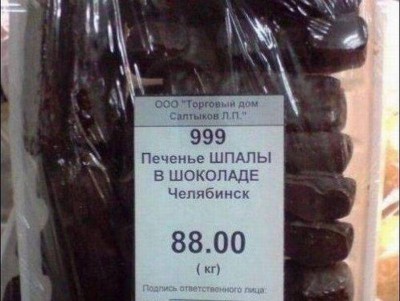 ООО "Торговый дом
Салтыков Л.П."
999
Печенье ШПАЛЫ
В ШОКОЛАДЕ
Челябинск
88.00
( кг)
Подпись ответственного лица: